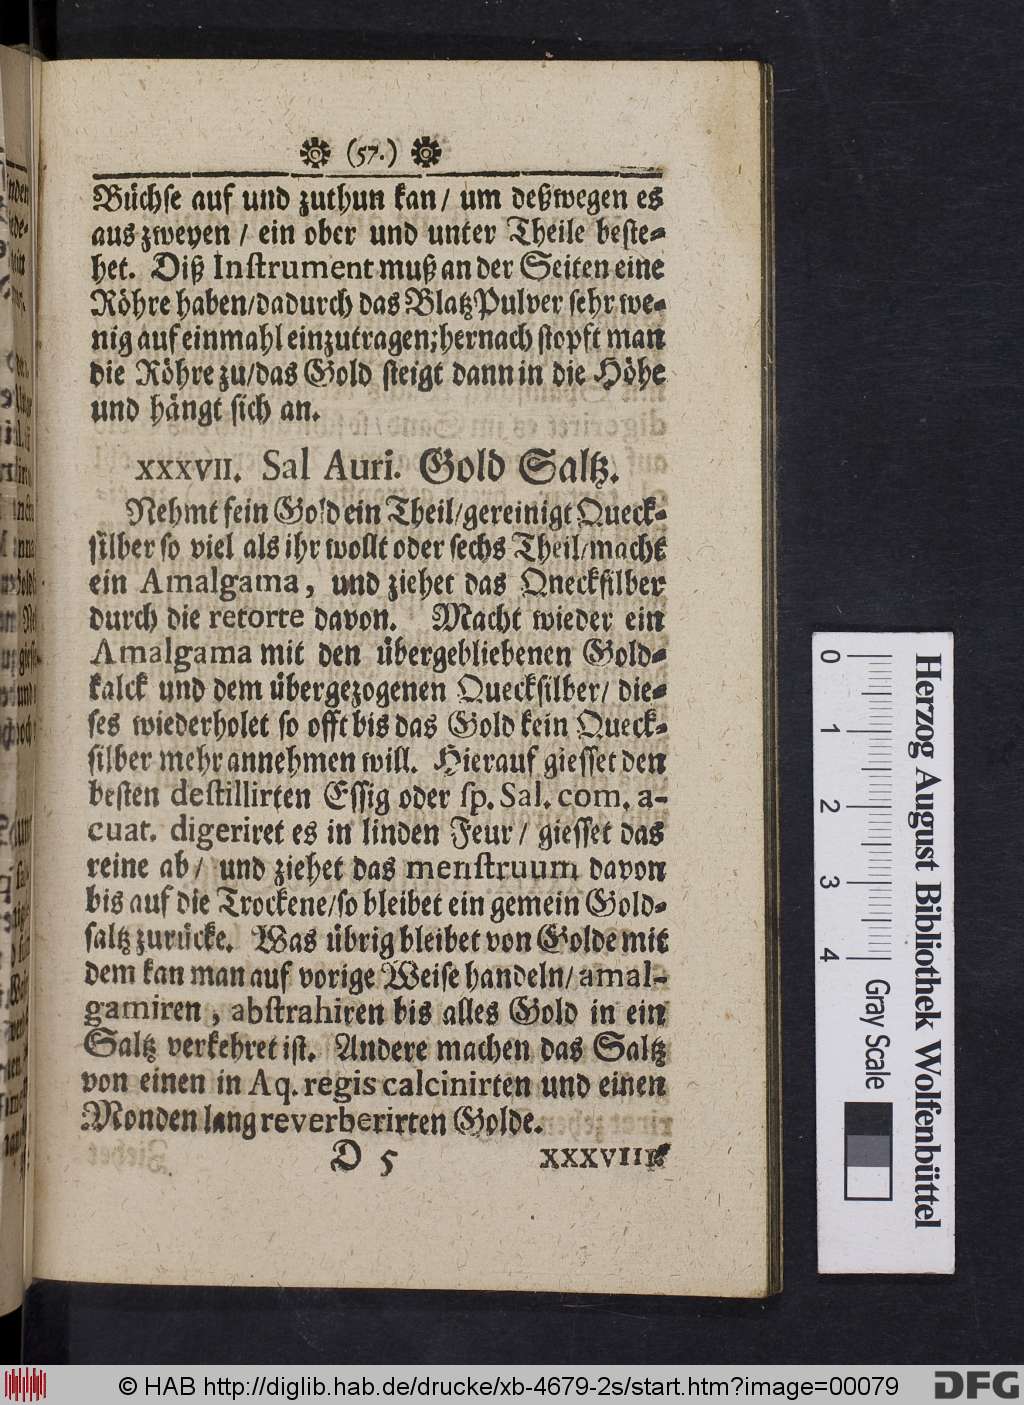 (57.)
Büchse auf und zuthun kan/ um deßwegen es
aus zweyen / ein ober und unter Theile beste-
het. Diß Instrument muß an der Seiten eine
Röhre haben/dadurch das BlatzPulver sehr we-
nig auf einmahl einzutragen; hernach stopft man
die Röhre zu/das Gold steigt dann in die Höhe
und hängt sich an.
XXXVII. Sal Auri. Gold Saltz.
Nehmt fein Gold ein Theil/gereinigt Queck-
silber so viel als ihr wollt oder sechs Theil/macht
ein Amalgama, und ziehet das Qnecksilber
durch die retorte davon. Macht wieder ein
Amalgama mit den übergebliebenen Gold-
kalck und dem übergezogenen Quecksilber/ die-
ses wiederholet so offt bis das Gold kein Queck-
silber mehr annehmen will. Hierauf giesset den
besten destillirten Essig oder sp. Sal. com. a-
cuat. digeriret es in linden Feur / giesset das
reine ab/ und ziehet das menstruum davon
bis auf die Trockene/so bleibet ein gemein Gold-
saltz zurücke. Was übrig bleibet von Golde mit
dem kan man auf vorige Weise handeln/ amal-
gamiren, abstrahiren bis alles Gold in ein
Saltz verkehret ist. Andere machen das Saltz
von einen in Aq. regis calcinirten und einen
Monden lang reverberirten Golde.
D 5 XXXVIII.
Herzog August Bibliothek Wolfenbüttel
0 1 2 3 4 Gray Scale
© HAB http://diglib.hab.de/drucke/xb-4679-2s/start.htm?image=00079
DFG